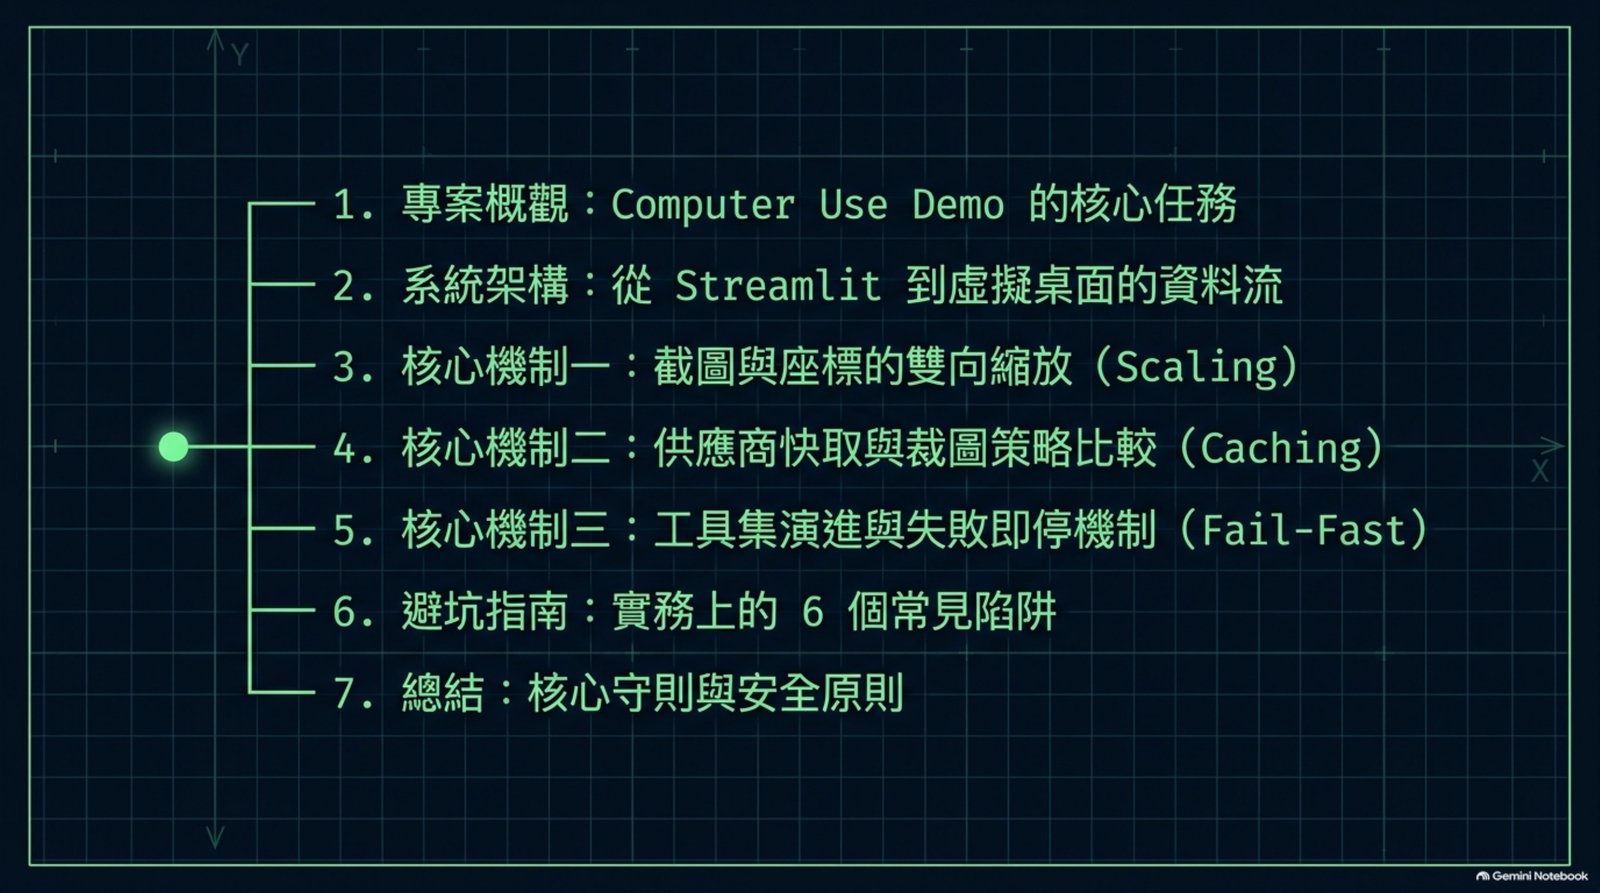 Y
1. 專案概觀：Computer Use Demo 的核心任務
2. 系統架構：從 Streamlit 到虛擬桌面的資料流
3. 核心機制一：截圖與座標的雙向縮放 (Scaling)
4. 核心機制二：供應商快取與裁圖策略比較 (Caching)
X
5. 核心機制三：工具集演進與失敗即停機制 (Fail-Fast)
6. 避坑指南：實務上的 6 個常見陷阱
7. 總結：核心守則與安全原則
Gemini Notebook